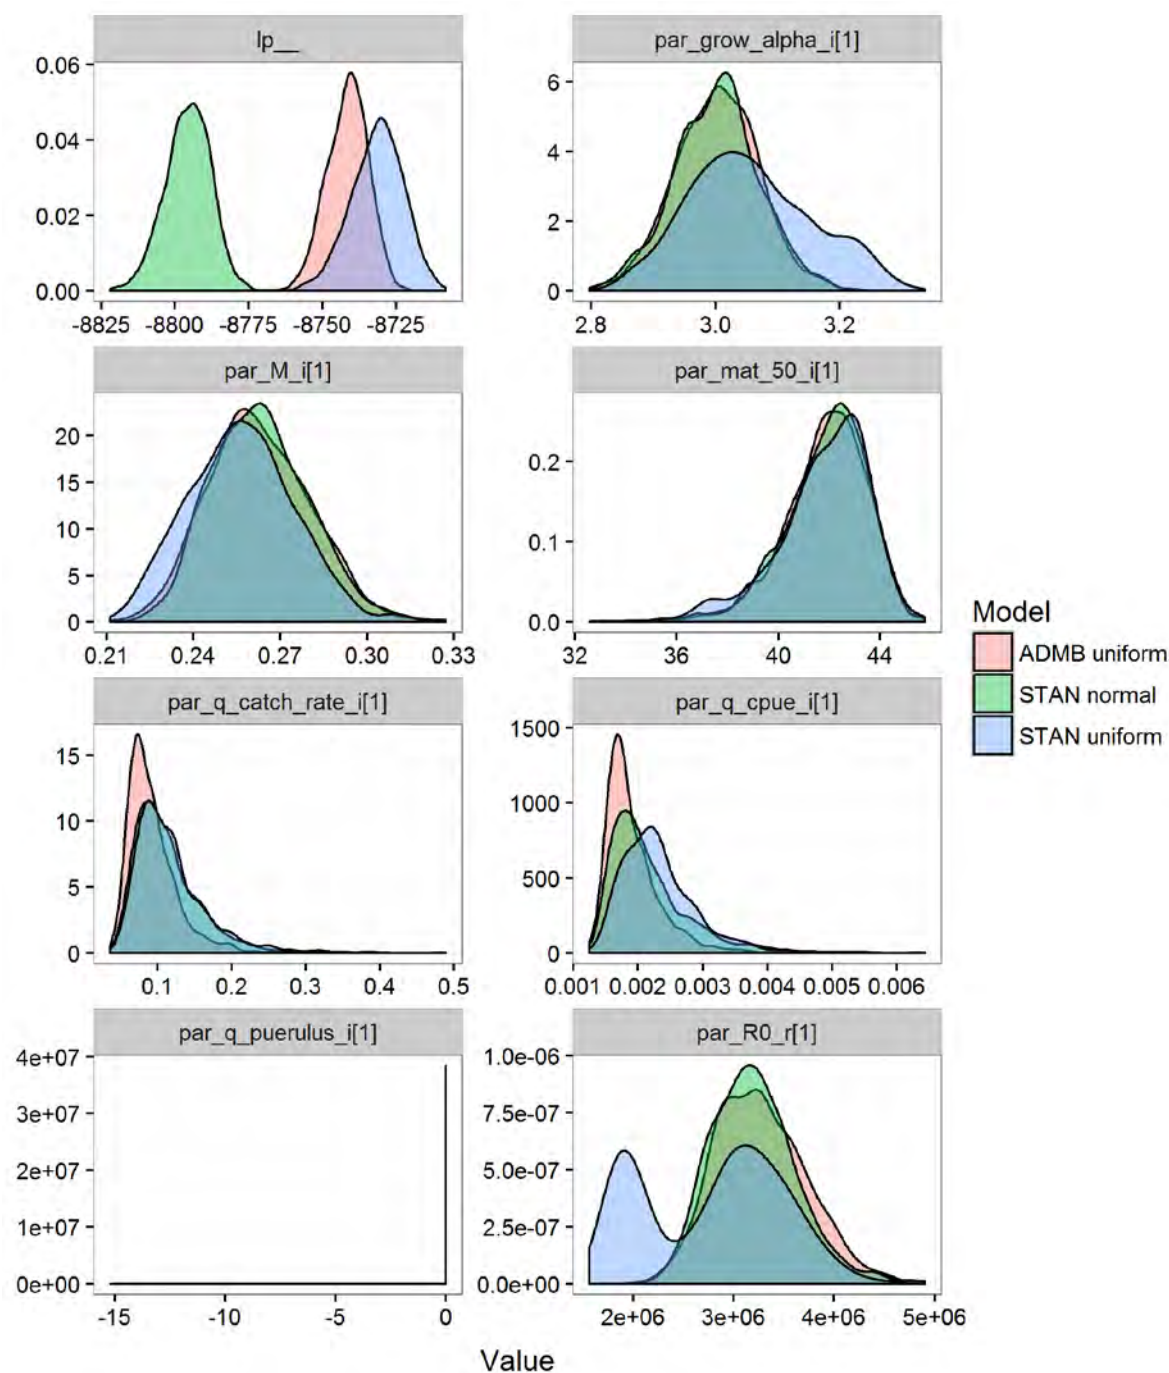 lp__
0.06
0.04
0.02
0.00
-8825 -8800 -8775 -8750 -8725
par_grow_alpha_i[1]
6
4
2
0
2.8 3.0 3.2
par_M_i[1]
20
15
10
5
0
0.21 0.24 0.27 0.30 0.33
par_mat_50_i[1]
0.2
0.1
0.0
32 36 40 44
par_q_catch_rate_i[1]
15
10
5
0
0.1 0.2 0.3 0.4 0.5
par_q_cpue_i[1]
1500
1000
500
0
0.001 0.002 0.003 0.004 0.005 0.006
par_q_puerulus_i[1]
4e+07
3e+07
2e+07
1e+07
0e+00
-15 -10 -5 0
par_R0_r[1]
1.0e-06
7.5e-07
5.0e-07
2.5e-07
0.0e+00
2e+06 3e+06 4e+06 5e+06
Value
Model
ADMB uniform
STAN normal
STAN uniform